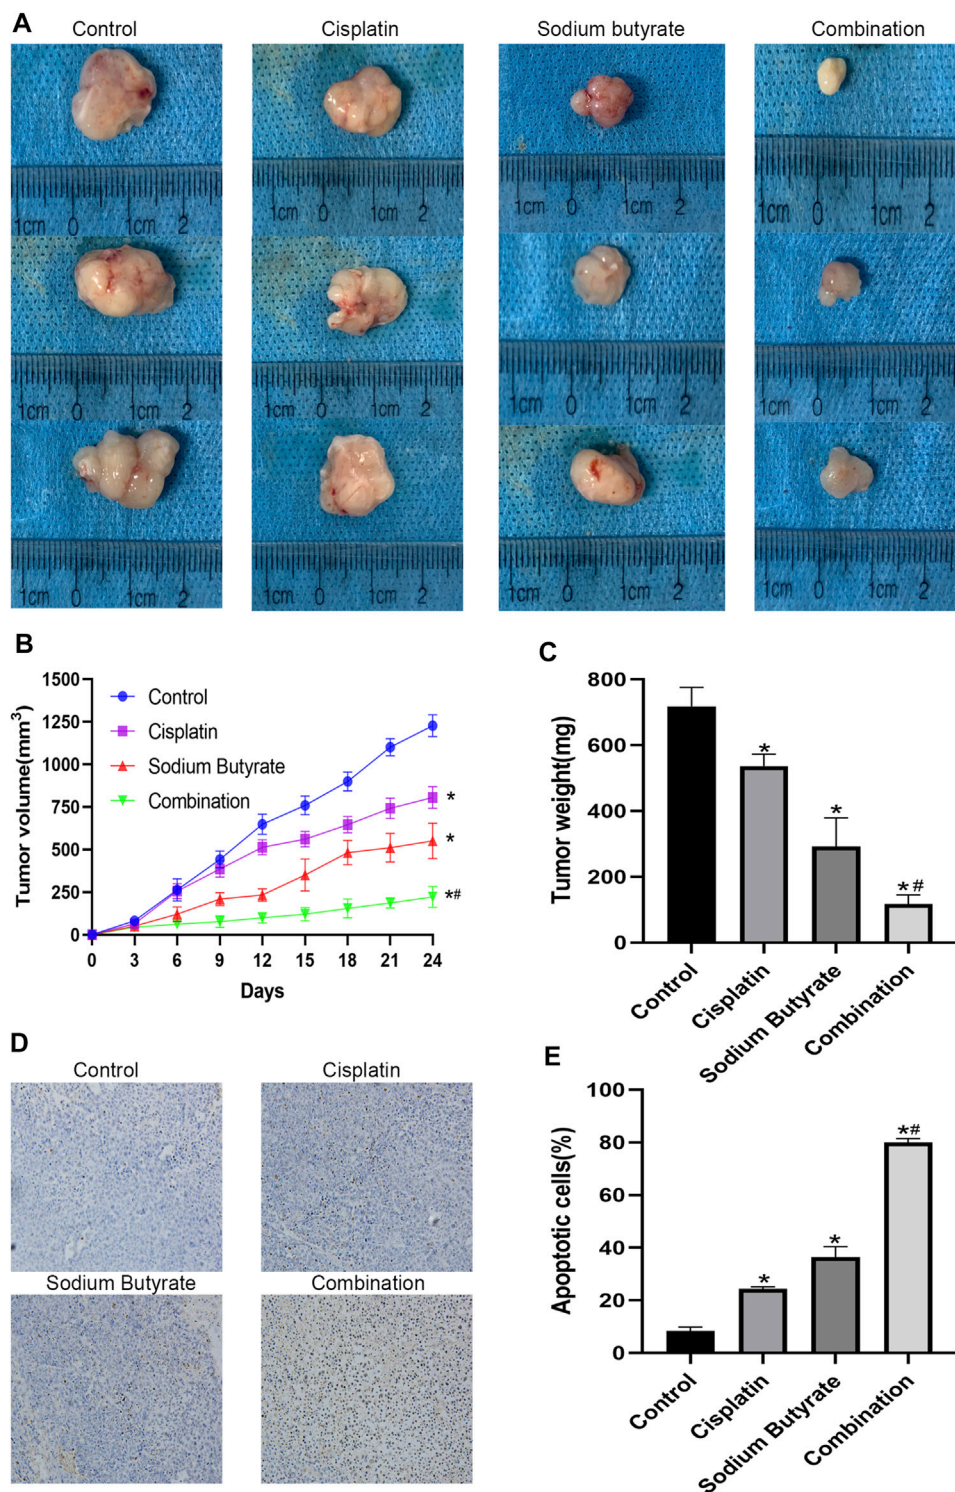 A
Control Cisplatin Sodium butyrate Combination
1cm 0 1cm 2
1cm 0 1cm 2
1cm 0 1cm 2
1cm 0 1cm 2
1cm 0 1cm 2
1cm 0 1cm 2
1cm 0 1cm 2
1cm 0 1cm 2
1cm 0 1cm 2
1cm 0 1cm 2
1cm 0 1cm 2
1cm 0 1cm 2
B
Tumor volume(mm³)
1500
1250
1000
750
500
250
0
Control
Cisplatin
Sodium Butyrate
Combination
*
*
*#
0 3 6 9 12 15 18 21 24
Days
C
Tumor weight(mg)
800
600
400
200
0
*
*
*#
Control
Cisplatin
Sodium Butyrate
Combination
D
Control Cisplatin
Sodium Butyrate Combination
E
Apoptotic cells(%)
100
80
60
40
20
0
*
*
*#
Control
Cisplatin
Sodium Butyrate
Combination